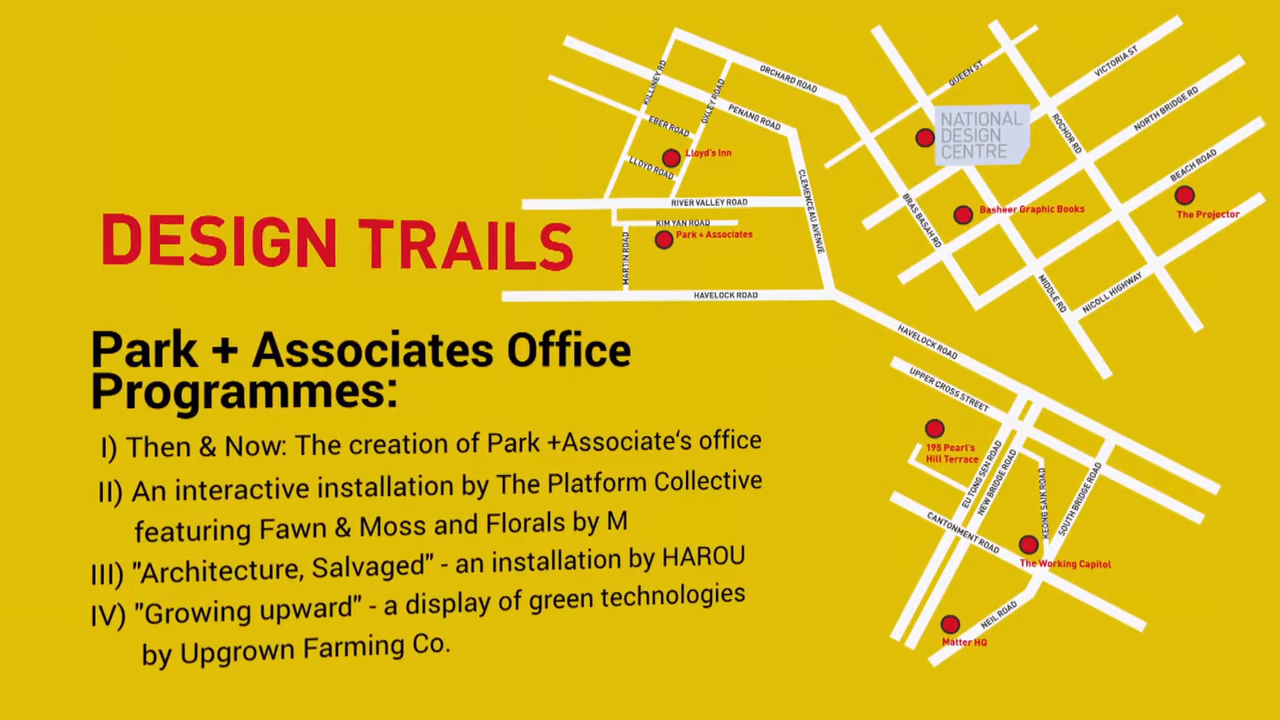 DESIGN TRAILS
Park + Associates Office
Programmes:
I) Then & Now: The creation of Park +Associate‘s office
II) An interactive installation by The Platform Collective
featuring Fawn & Moss and Florals by M
III) "Architecture, Salvaged" - an installation by HAROU
IV) "Growing upward" - a display of green technologies
by Upgrown Farming Co.
KILLINEY RD
OXLEY ROAD
ORCHARD ROAD
PENANG ROAD
EBER ROAD
Lloyd's Inn
LLOYD ROAD
RIVER VALLEY ROAD
KIM YAN ROAD
Park + Associates
MARTIN ROAD
CLEMENCEAU AVENUE
HAVELOCK ROAD
QUEEN ST
VICTORIA ST
NATIONAL
DESIGN
CENTRE
ROCHOR RD
NORTH BRIDGE RD
BEACH ROAD
BRAS BASAH RD
Basheer Graphic Books
The Projector
MIDDLE RD
NICOLL HIGHWAY
HAVELOCK ROAD
UPPER CROSS STREET
195 Pearl's
Hill Terrace
EU TONG SEN ROAD
NEW BRIDGE ROAD
KEONG SAIK ROAD
SOUTH BRIDGE ROAD
CANTONMENT ROAD
The Working Capitol
NEIL ROAD
Matter HQ